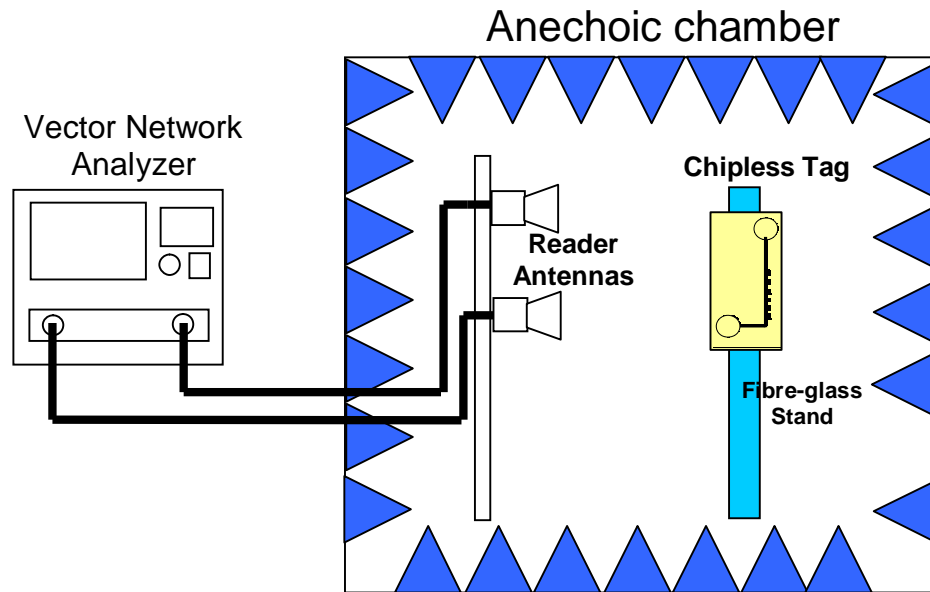 Anechoic chamber
Vector Network
Analyzer
Chipless Tag
Reader
Antennas
Fibre-glass
Stand